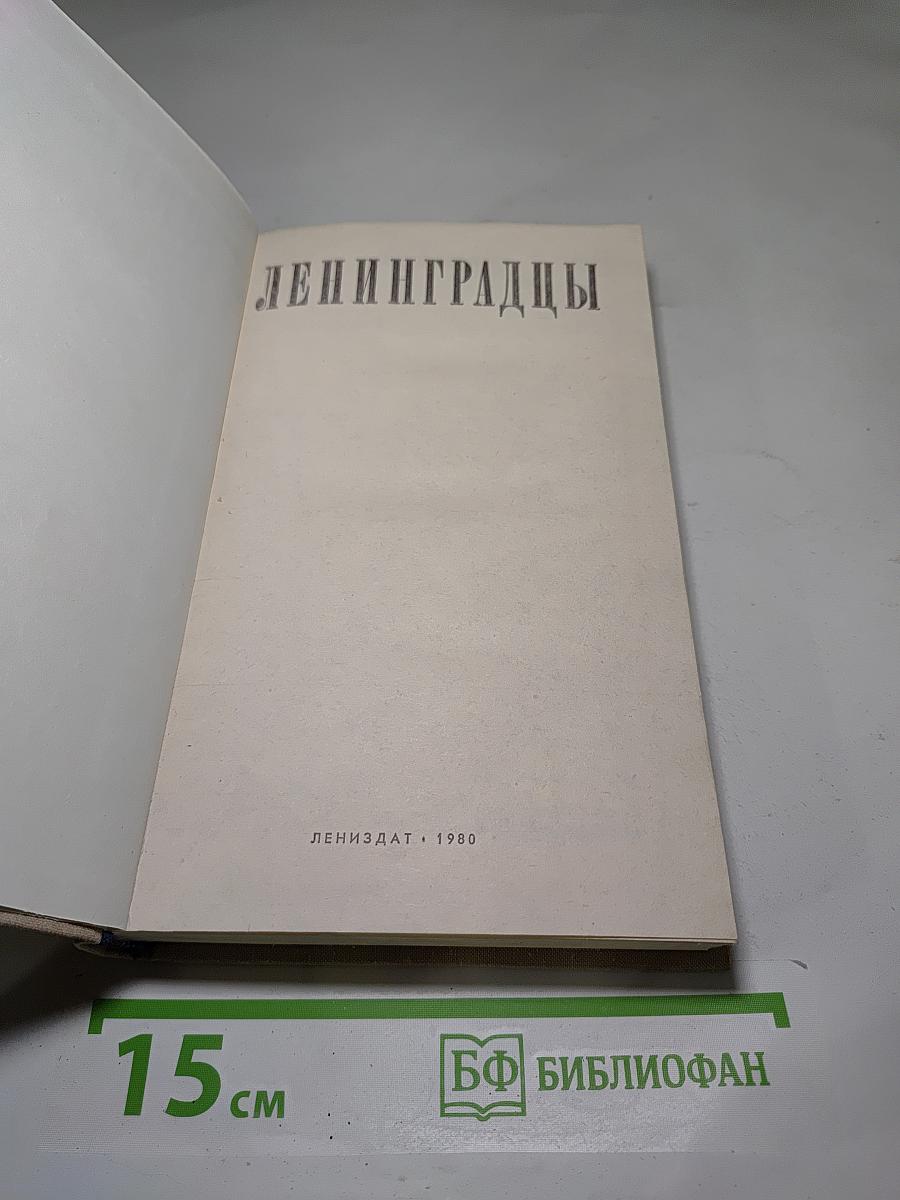 ЛЕНИНГРАДЦЫ
ЛЕНИЗДАТ • 1980
15 см
БФ БИБЛИОФАН